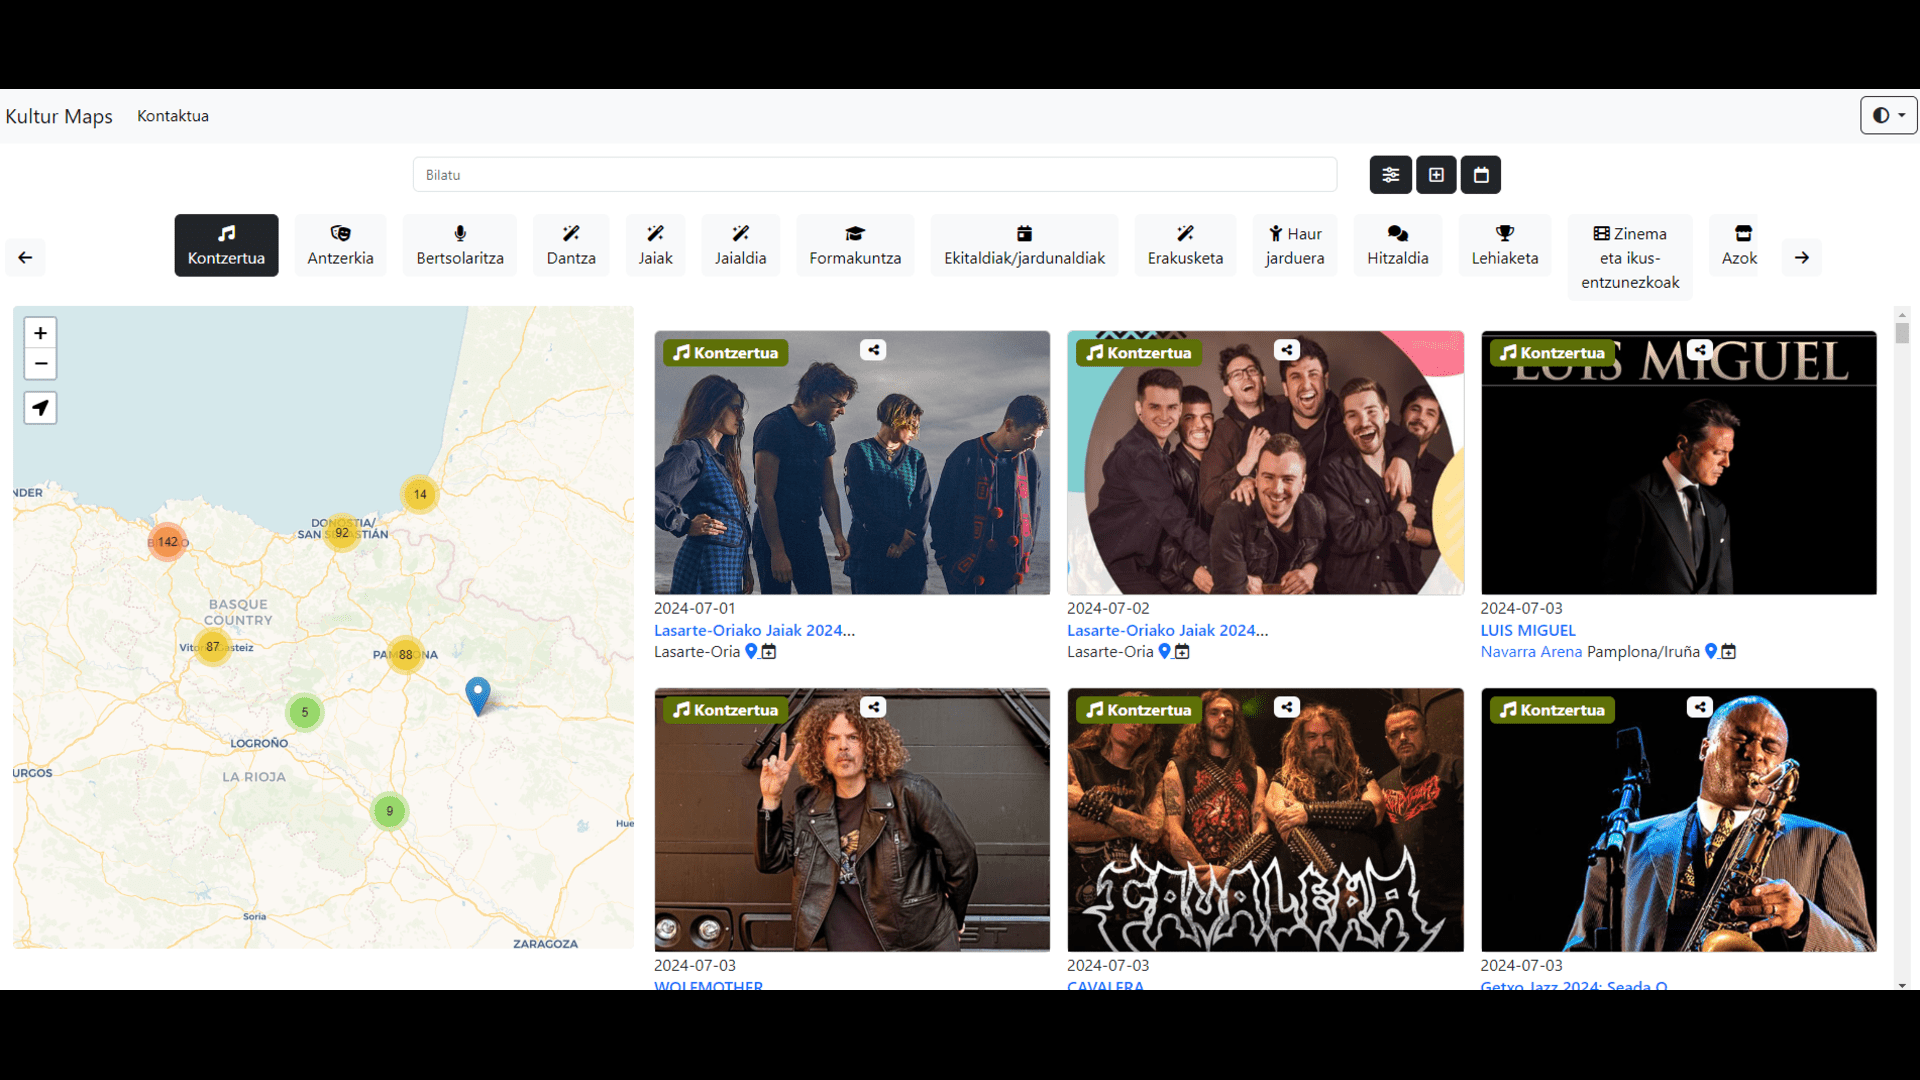 Kultur Maps
Kontaktua
Bilatu
Kontzertua
Antzerkia
Bertsolaritza
Dantza
Jaiak
Jaialdia
Formakuntza
Ekitaldiak/jardunaldiak
Erakusketa
Haur
jarduera
Hitzaldia
Lehiaketa
Zinema
eta ikus-
entzunezkoak
Azok
+
−
NDER
14
DONOSTIA/
SAN SEBASTIÁN
92
142
BASQUE
COUNTRY
87
88
5
LOGROÑO
LA RIOJA
URGOS
9
Hue
Soria
ZARAGOZA
Kontzertua
2024-07-01
Lasarte-Oriako Jaiak 2024...
Lasarte-Oria
Kontzertua
2024-07-02
Lasarte-Oriako Jaiak 2024...
Lasarte-Oria
Kontzertua
LUIS MIGUEL
2024-07-03
LUIS MIGUEL
Navarra Arena Pamplona/Iruña
Kontzertua
2024-07-03
WOLFMOTHER
Kontzertua
CAVALERA
2024-07-03
CAVALERA
Kontzertua
2024-07-03
Getxo Jazz 2024: Seada O